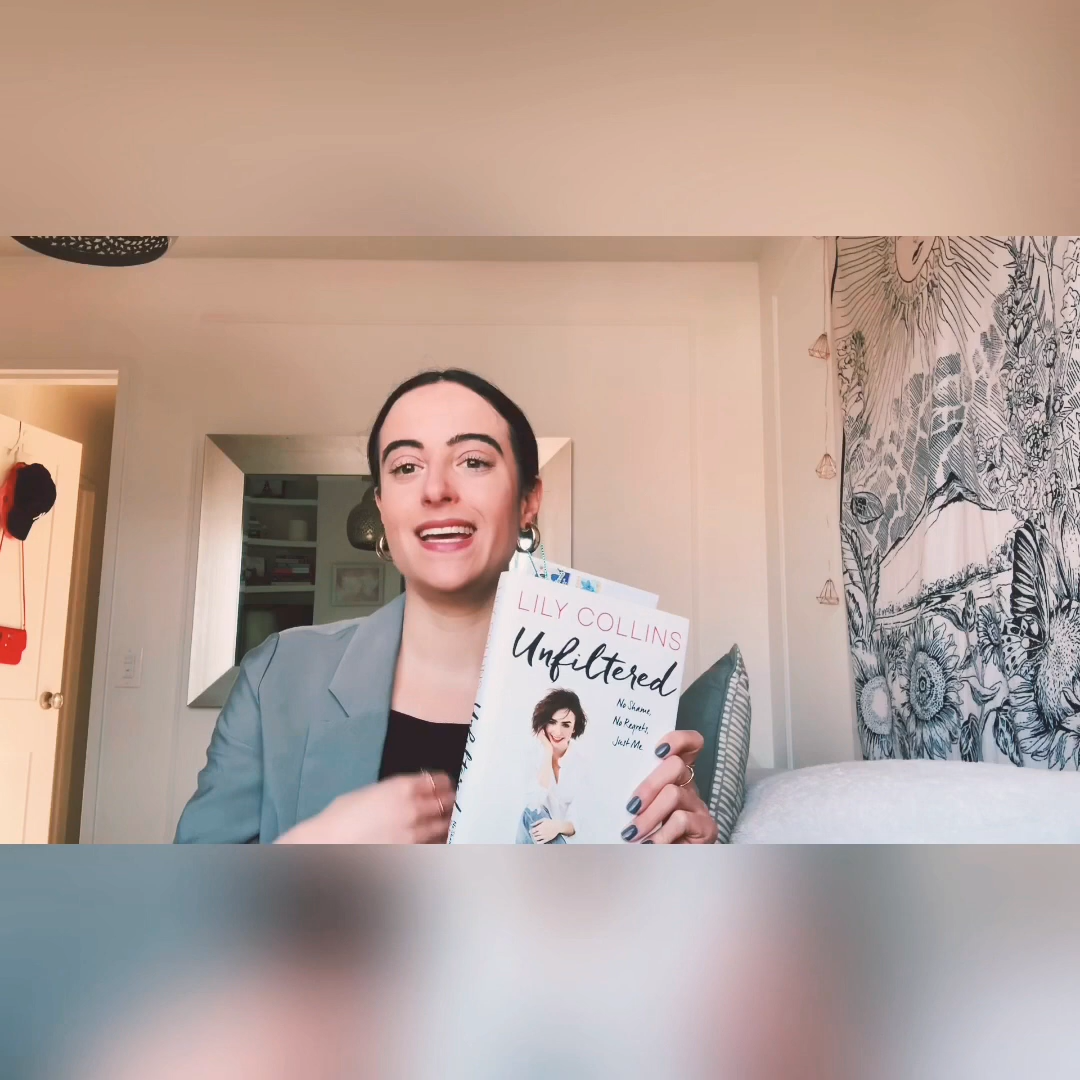 LILY COLLINS
Unfiltered
No Shame,
No Regrets,
Just Me